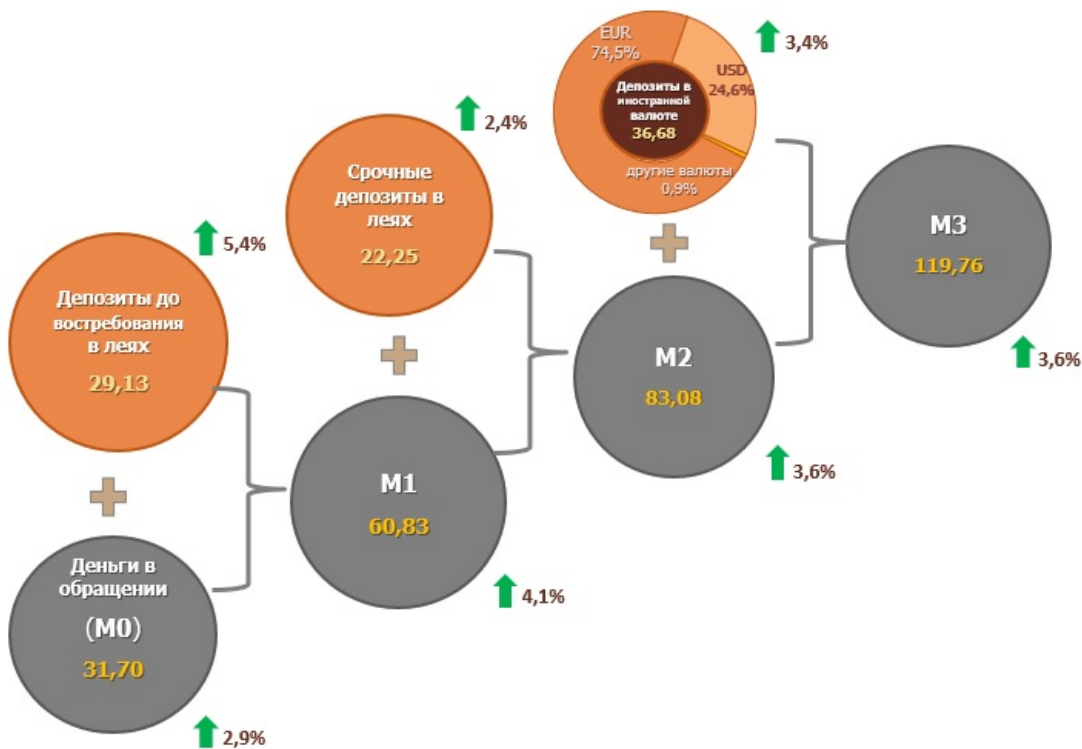 EUR
74,5%
USD
24,6%
Депозиты в
иностранной
валюте
36,68
другие валюты
0,9%
3,4%
Срочные
депозиты в
леях
22,25
2,4%
Депозиты до
востребования
в леях
29,13
5,4%
Деньги в
обращении
(M0)
31,70
2,9%
M1
60,83
4,1%
M2
83,08
3,6%
M3
119,76
3,6%